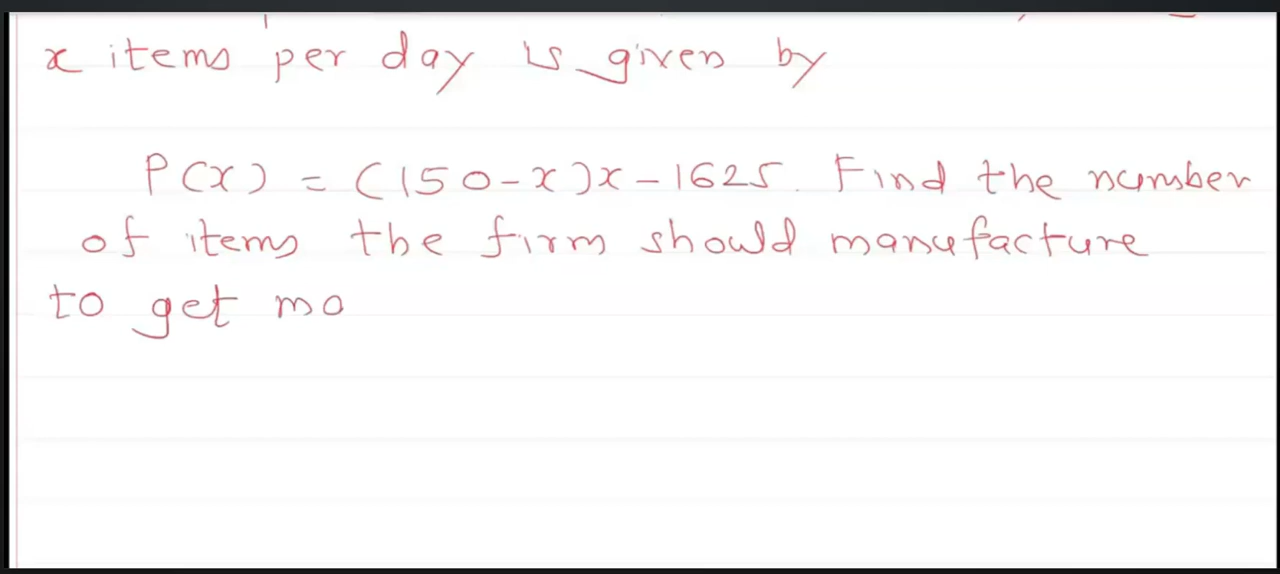 x items per day is given by
P(x) = (150-x)x-1625. Find the number
of items the firm should manufacture
to get mo